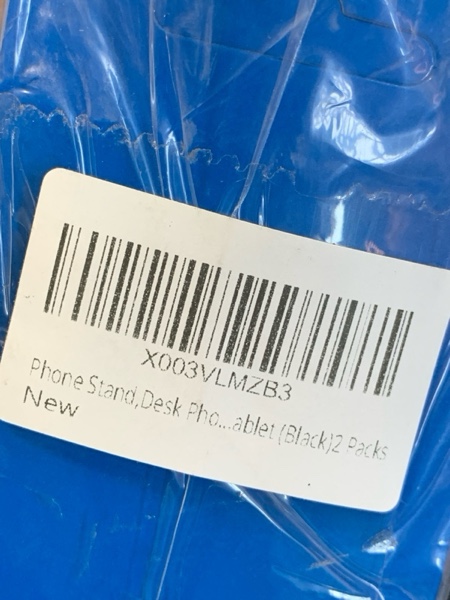 X003VLMZB3
Phone Stand,Desk Pho...ablet (Black)2 Packs
New